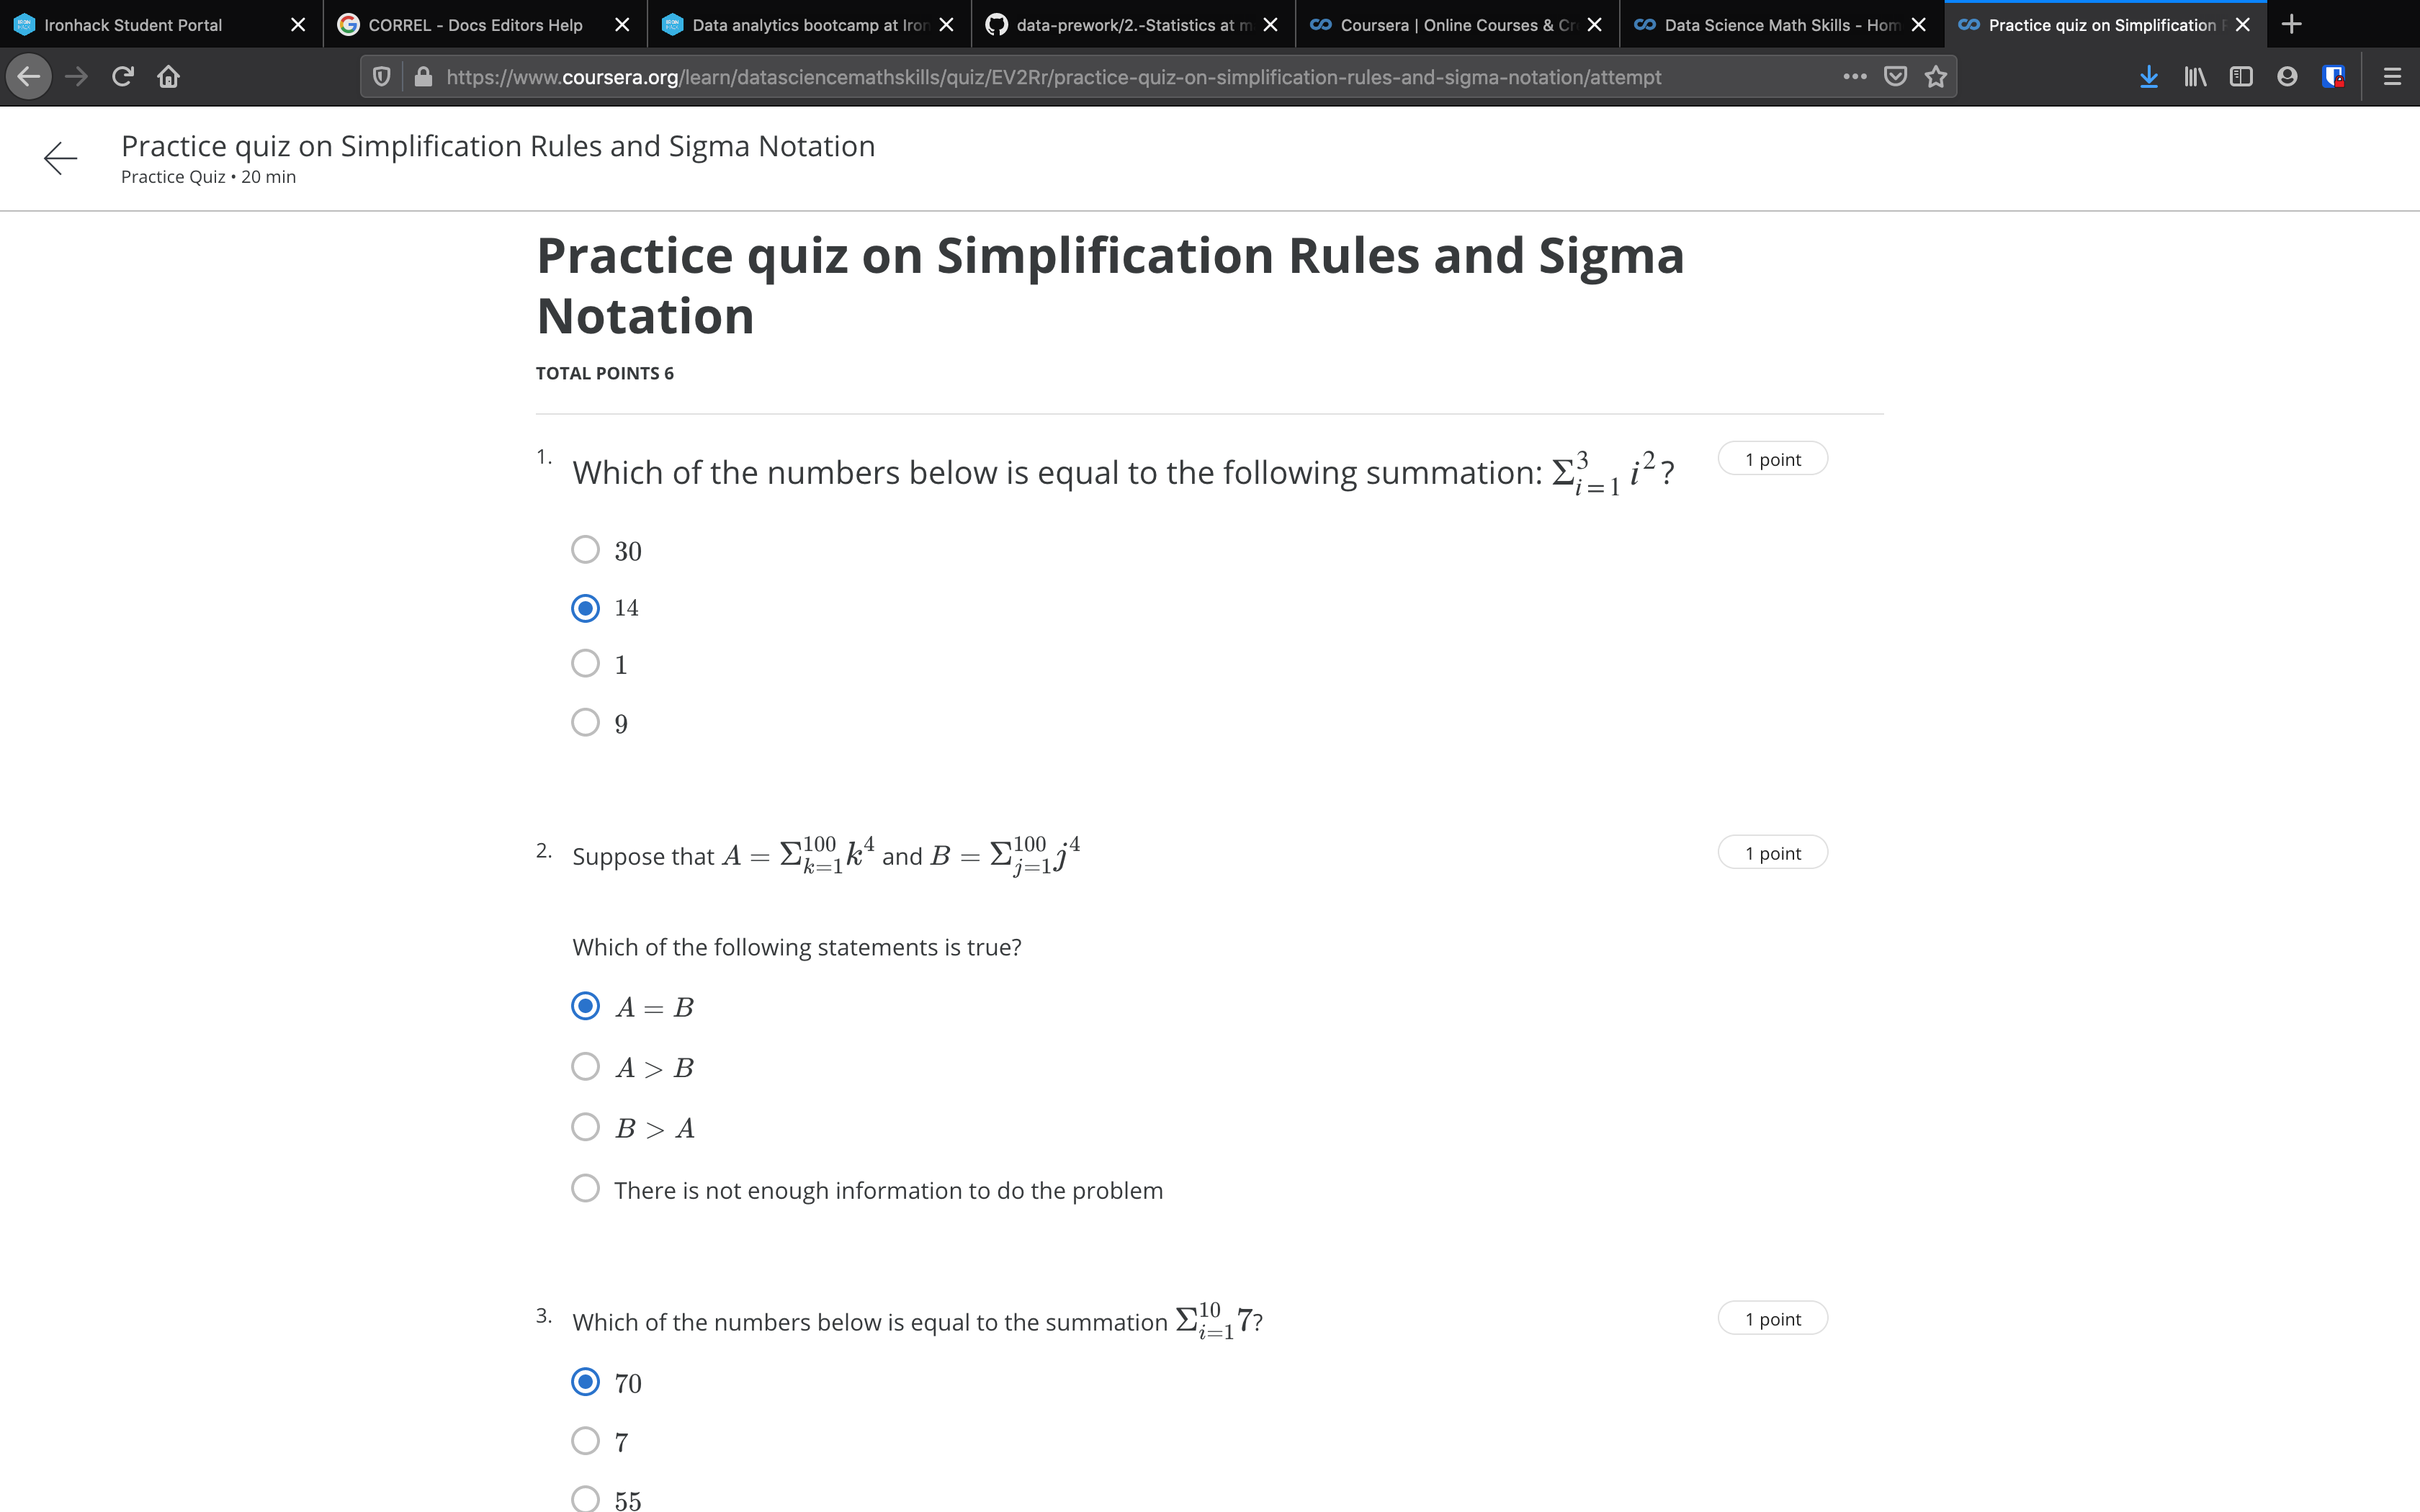 Ironhack Student Portal
CORREL - Docs Editors Help
Data analytics bootcamp at Iron
data-prework/2.-Statistics at m
Coursera | Online Courses & Cr
Data Science Math Skills - Hom
Practice quiz on Simplification R
https://www.coursera.org/learn/datasciencemathskills/quiz/EV2Rr/practice-quiz-on-simplification-rules-and-sigma-notation/attempt
Practice quiz on Simplification Rules and Sigma Notation
Practice Quiz • 20 min
Practice quiz on Simplification Rules and Sigma
Notation
TOTAL POINTS 6
1. Which of the numbers below is equal to the following summation: $\Sigma_{i=1}^{3} i^2$? 1 point
30
14
1
9
2. Suppose that $A = \Sigma_{k=1}^{100} k^4$ and $B = \Sigma_{j=1}^{100} j^4$ 1 point
Which of the following statements is true?
A = B
A > B
B > A
There is not enough information to do the problem
3. Which of the numbers below is equal to the summation $\Sigma_{i=1}^{10} 7$? 1 point
70
7
55